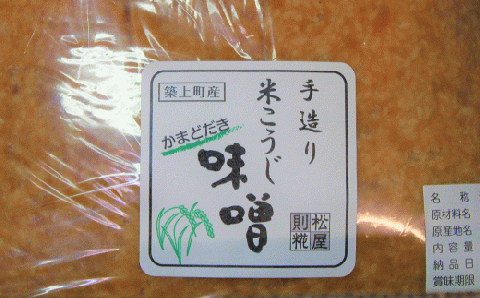 手造り
米こうじ
味噌
築上町産
かまどだき
松屋
則糀
名称
原材料名
原産地名
内容量
納品日
賞味期限